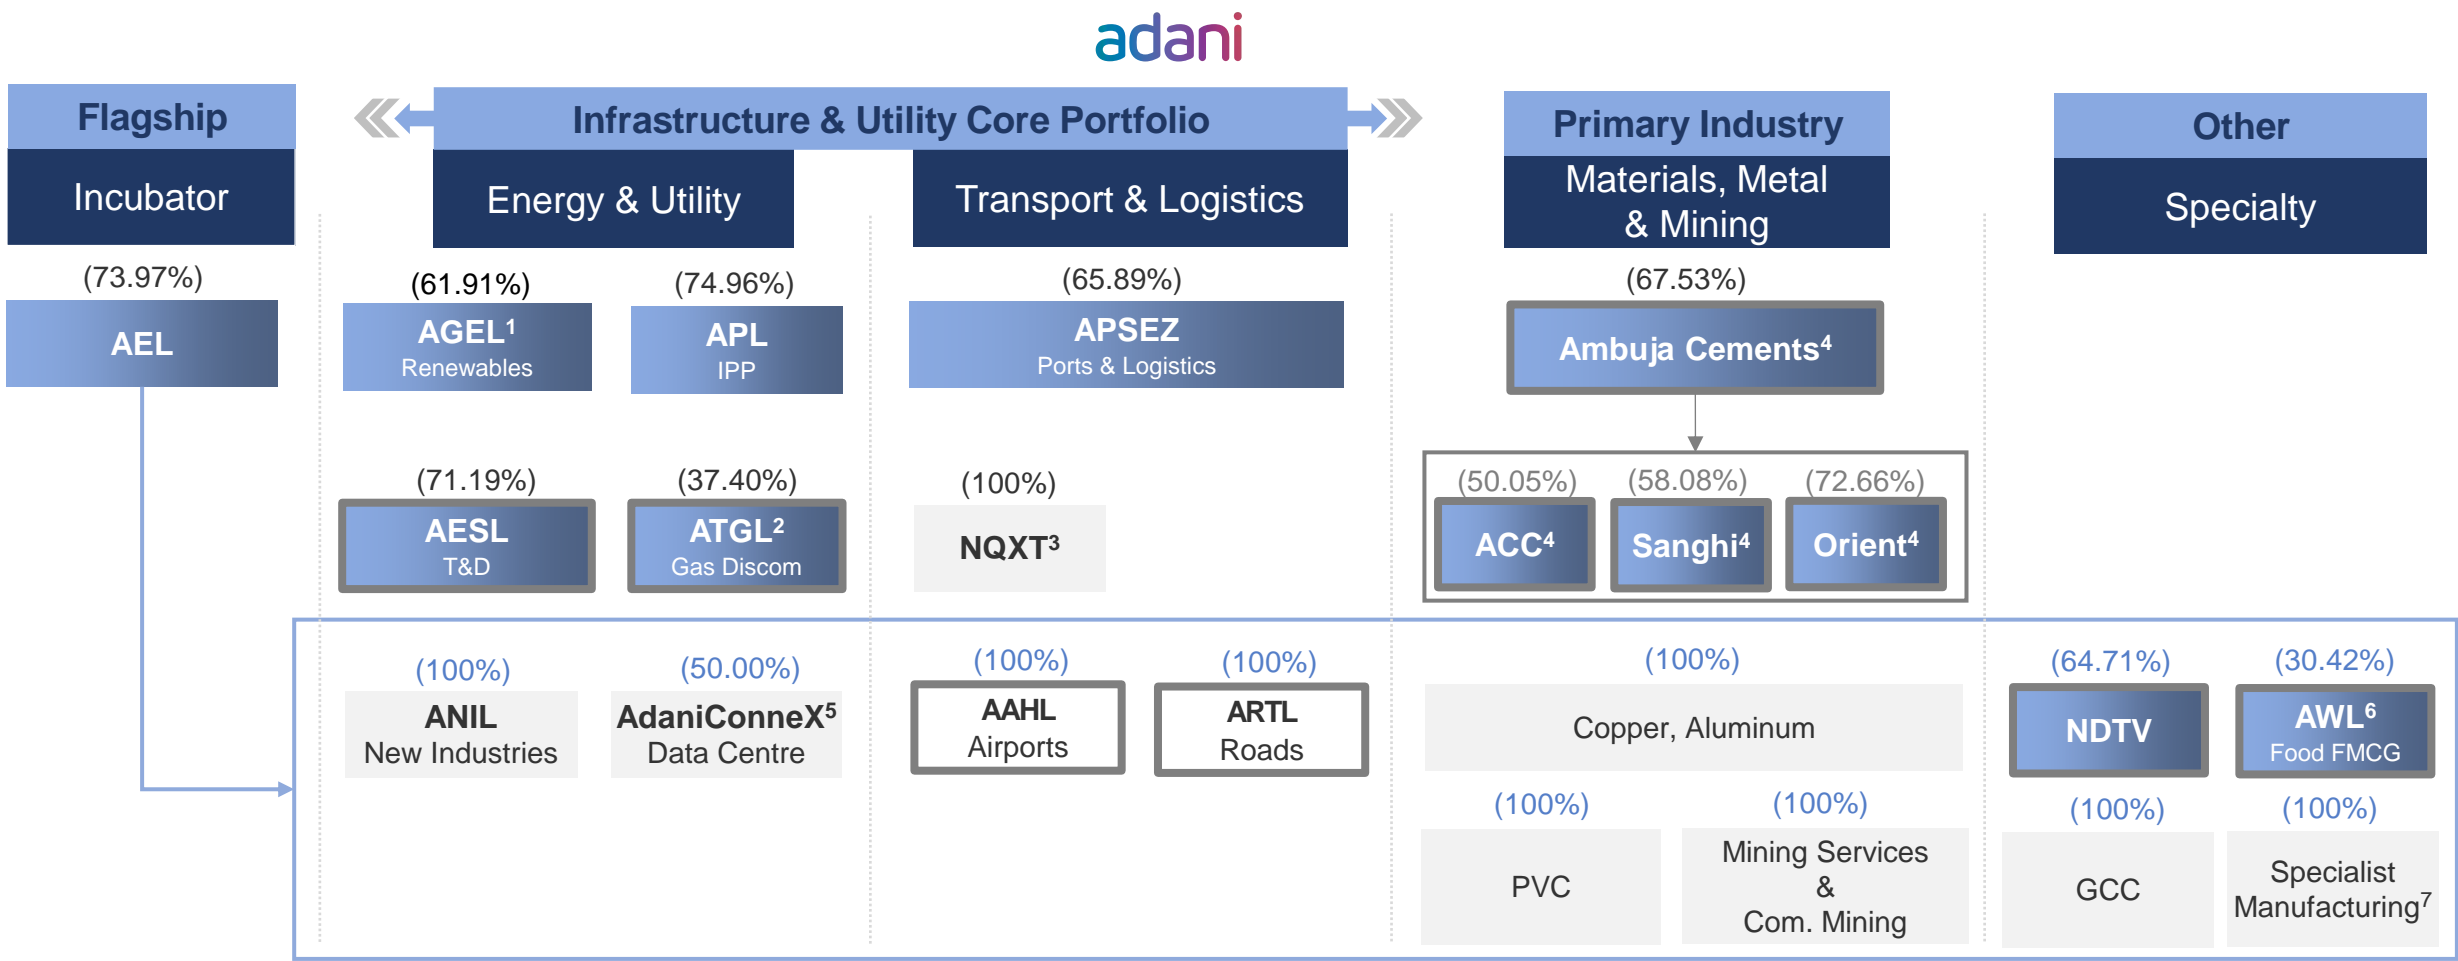 adani
Flagship
Infrastructure & Utility Core Portfolio
Primary Industry
Other
Incubator
Energy & Utility
Transport & Logistics
Materials, Metal
& Mining
Specialty
(73.97%)
AEL
(61.91%)
AGEL¹
Renewables
(74.96%)
APL
IPP
(65.89%)
APSEZ
Ports & Logistics
(67.53%)
Ambuja Cements⁴
(71.19%)
AESL
T&D
(37.40%)
ATGL²
Gas Discom
(100%)
NQXT³
(50.05%)
ACC⁴
(58.08%)
Sanghi⁴
(72.66%)
Orient⁴
(100%)
ANIL
New Industries
(50.00%)
AdaniConneX⁵
Data Centre
(100%)
AAHL
Airports
(100%)
ARTL
Roads
(100%)
Copper, Aluminum
(64.71%)
NDTV
(30.42%)
AWL⁶
Food FMCG
(100%)
PVC
(100%)
Mining Services
&
Com. Mining
(100%)
GCC
(100%)
Specialist
Manufacturing⁷